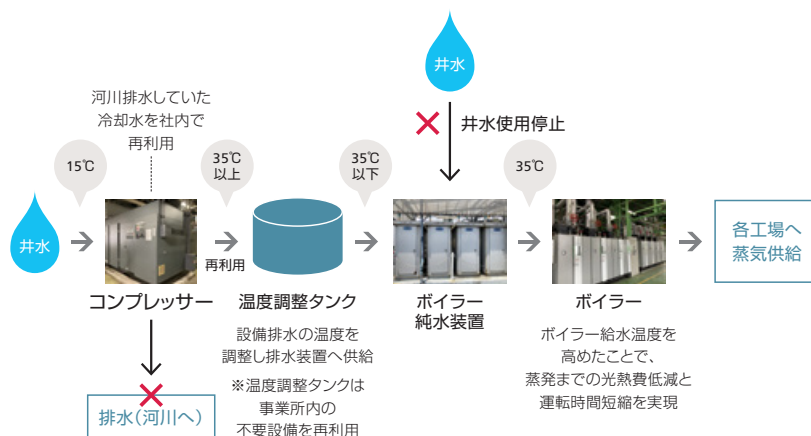 井水
河川排水していた
冷却水を社内で
再利用
井水使用停止
15℃
35℃
以上
35℃
以下
35℃
井水
再利用
各工場へ
蒸気供給
コンプレッサー
温度調整タンク
ボイラー
純水装置
ボイラー
設備排水の温度を
調整し排水装置へ供給
※温度調整タンクは
事業所内の
不要設備を再利用
ボイラー給水温度を
高めたことで、
蒸発までの光熱費低減と
運転時間短縮を実現
排水(河川へ)